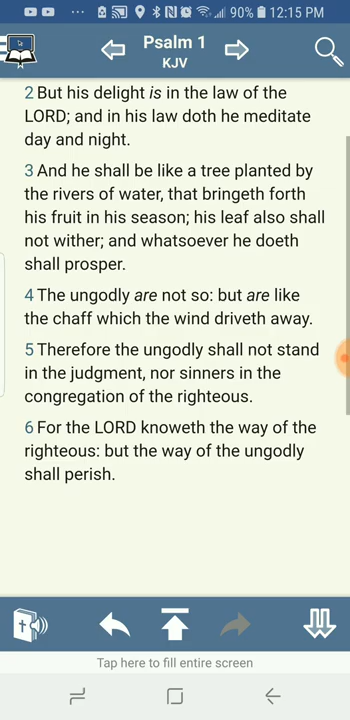 90% 12:15 PM
Psalm 1
KJV
2 But his delight is in the law of the
LORD; and in his law doth he meditate
day and night.
3 And he shall be like a tree planted by
the rivers of water, that bringeth forth
his fruit in his season; his leaf also shall
not wither; and whatsoever he doeth
shall prosper.
4 The ungodly are not so: but are like
the chaff which the wind driveth away.
5 Therefore the ungodly shall not stand
in the judgment, nor sinners in the
congregation of the righteous.
6 For the LORD knoweth the way of the
righteous: but the way of the ungodly
shall perish.
Tap here to fill entire screen